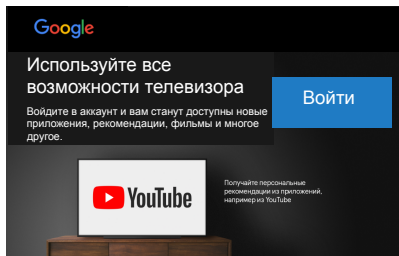 Google
Используйте все
возможности телевизора
Войдите в аккаунт и вам станут доступны новые
приложения, рекомендации, фильмы и многое
другое.
Войти
YouTube
Получайте персональные
рекомендации из приложений,
например из YouTube